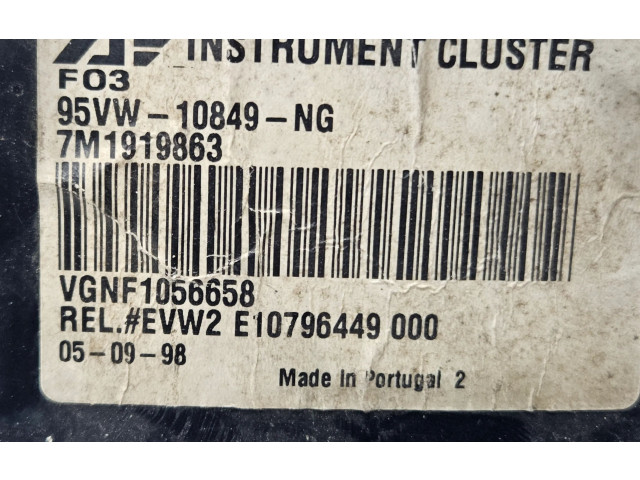 INSTRUMENT CLUSTER
F03
95VW-10849-NG
7M1919863
VGNF1056658
REL.#EVW2 E10796449 000
05-09-98
Made in Portugal 2